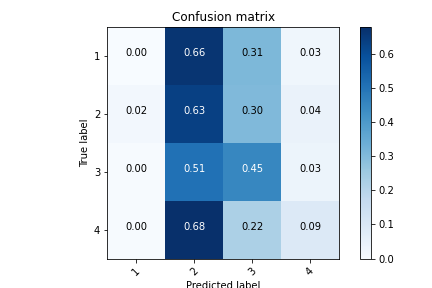 Confusion matrix
1 0.00 0.66 0.31 0.03
2 0.02 0.63 0.30 0.04
3 0.00 0.51 0.45 0.03
4 0.00 0.68 0.22 0.09
1 2 3 4
True label
Predicted label
0.6
0.5
0.4
0.3
0.2
0.1
0.0